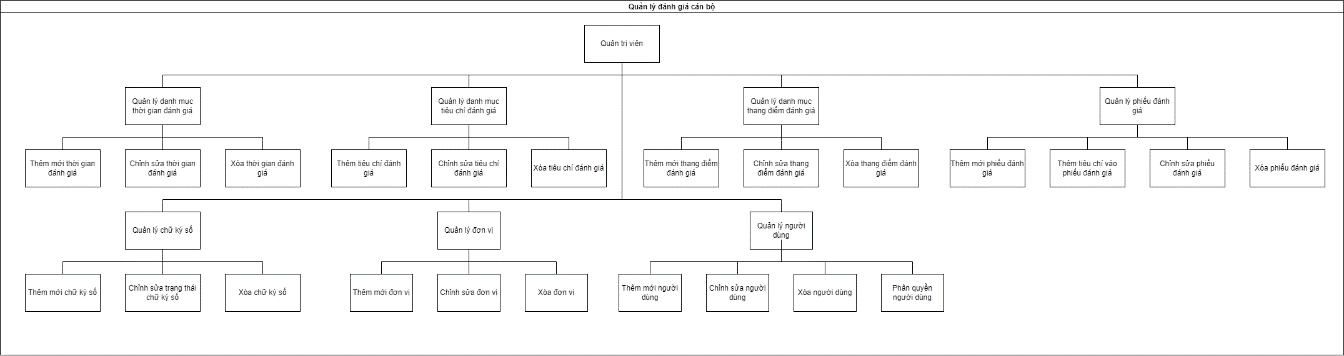 Quản lý đánh giá cán bộ
Quản trị viên
Quản lý danh mục
thời gian đánh giá
Quản lý danh mục
tiêu chí đánh giá
Quản lý danh mục
thang điểm đánh giá
Quản lý phiếu đánh
giá
Thêm mới thời gian
đánh giá
Chỉnh sửa thời gian
đánh giá
Xóa thời gian đánh
giá
Thêm tiêu chí đánh
giá
Chỉnh sửa tiêu chí
đánh giá
Xóa tiêu chí đánh giá
Thêm mới thang điểm
đánh giá
Chỉnh sửa thang
điểm đánh giá
Xóa thang điểm đánh
giá
Thêm mới phiếu đánh
giá
Thêm tiêu chí vào
phiếu đánh giá
Chỉnh sửa phiếu
đánh giá
Xóa phiếu đánh giá
Quản lý chữ ký số
Quản lý đơn vị
Quản lý người
dùng
Thêm mới chữ ký số
Chỉnh sửa trạng thái
chữ ký số
Xóa chữ ký số
Thêm mới đơn vị
Chỉnh sửa đơn vị
Xóa đơn vị
Thêm mới người
dùng
Chỉnh sửa người
dùng
Xóa người dùng
Phân quyền
người dùng